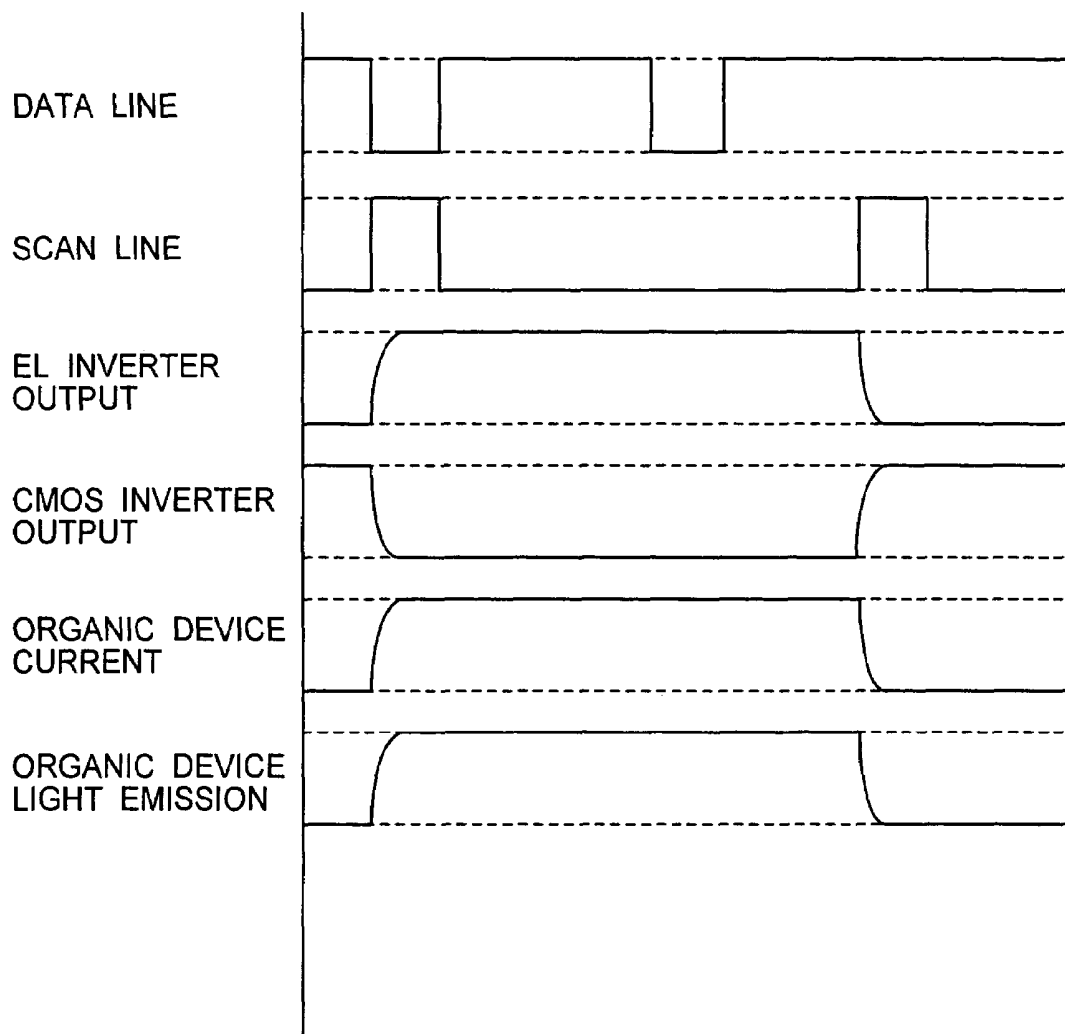 DATA LINE
SCAN LINE
EL INVERTER
OUTPUT
CMOS INVERTER
OUTPUT
ORGANIC DEVICE
CURRENT
ORGANIC DEVICE
LIGHT EMISSION